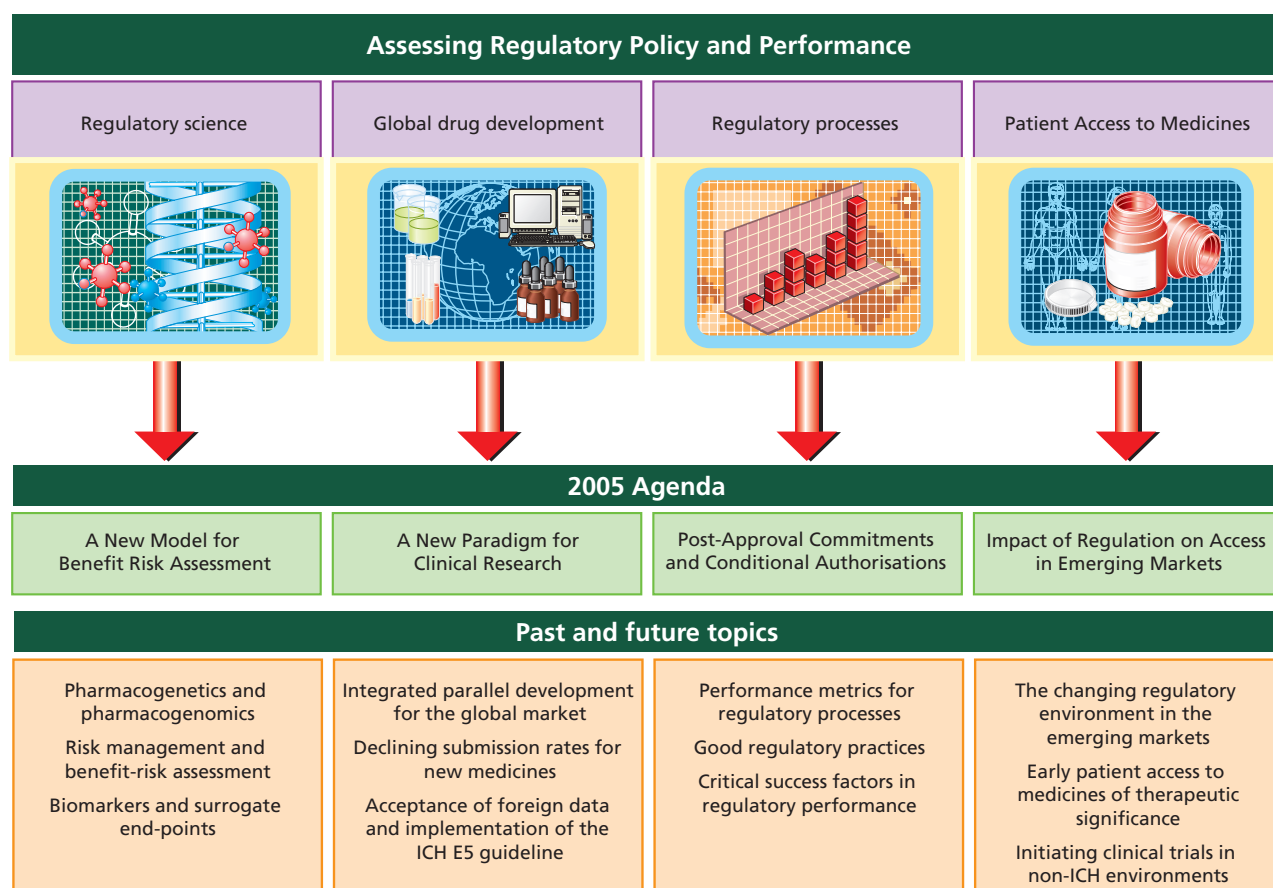 Assessing Regulatory Policy and Performance
Regulatory science
Global drug development
Regulatory processes
Patient Access to Medicines
2005 Agenda
A New Model for
Benefit Risk Assessment
A New Paradigm for
Clinical Research
Post-Approval Commitments
and Conditional Authorisations
Impact of Regulation on Access
in Emerging Markets
Past and future topics
Pharmacogenetics and
pharmacogenomics
Risk management and
benefit-risk assessment
Biomarkers and surrogate
end-points
Integrated parallel development
for the global market
Declining submission rates for
new medicines
Acceptance of foreign data
and implementation of the
ICH E5 guideline
Performance metrics for
regulatory processes
Good regulatory practices
Critical success factors in
regulatory performance
The changing regulatory
environment in the
emerging markets
Early patient access to
medicines of therapeutic
significance
Initiating clinical trials in
non-ICH environments